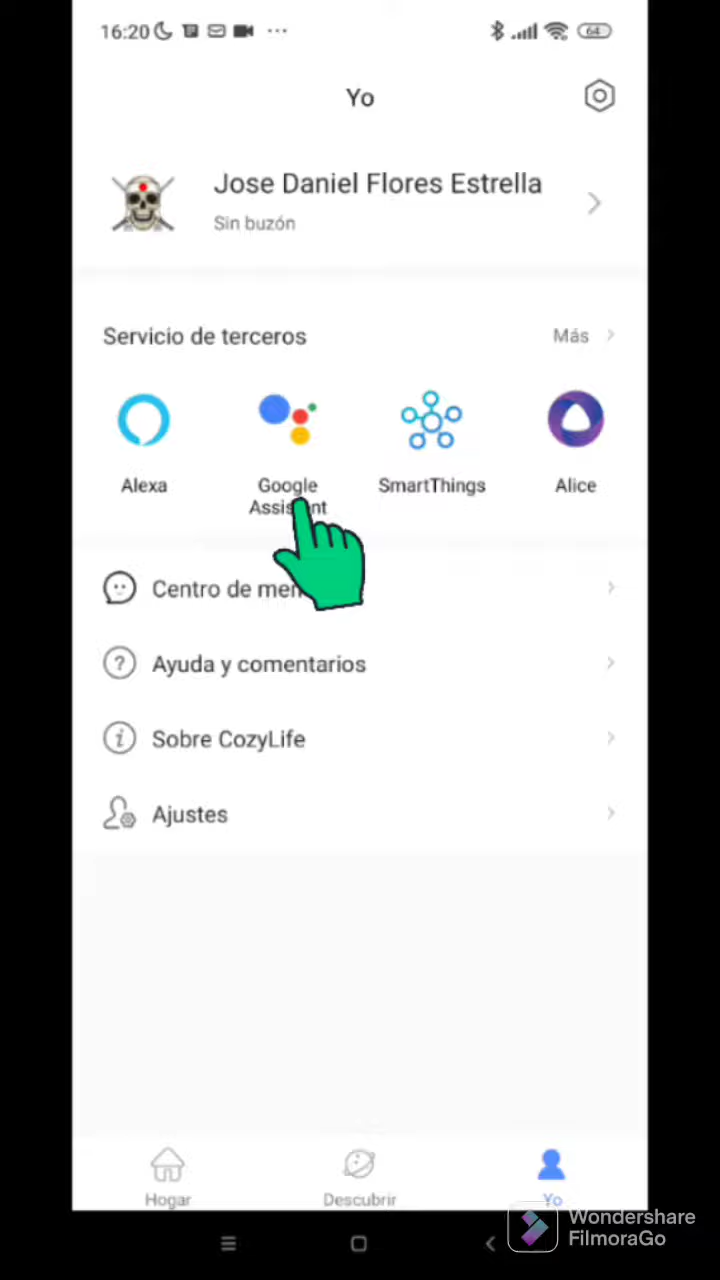 16:20
64
Yo
Jose Daniel Flores Estrella
Sin buzón
Servicio de terceros
Más
Alexa
Google
SmartThings
Alice
Centro de
Ayuda y comentarios
Sobre CozyLife
Ajustes
Hogar
Descubrir
Yo
Wondershare
FilmoraGo